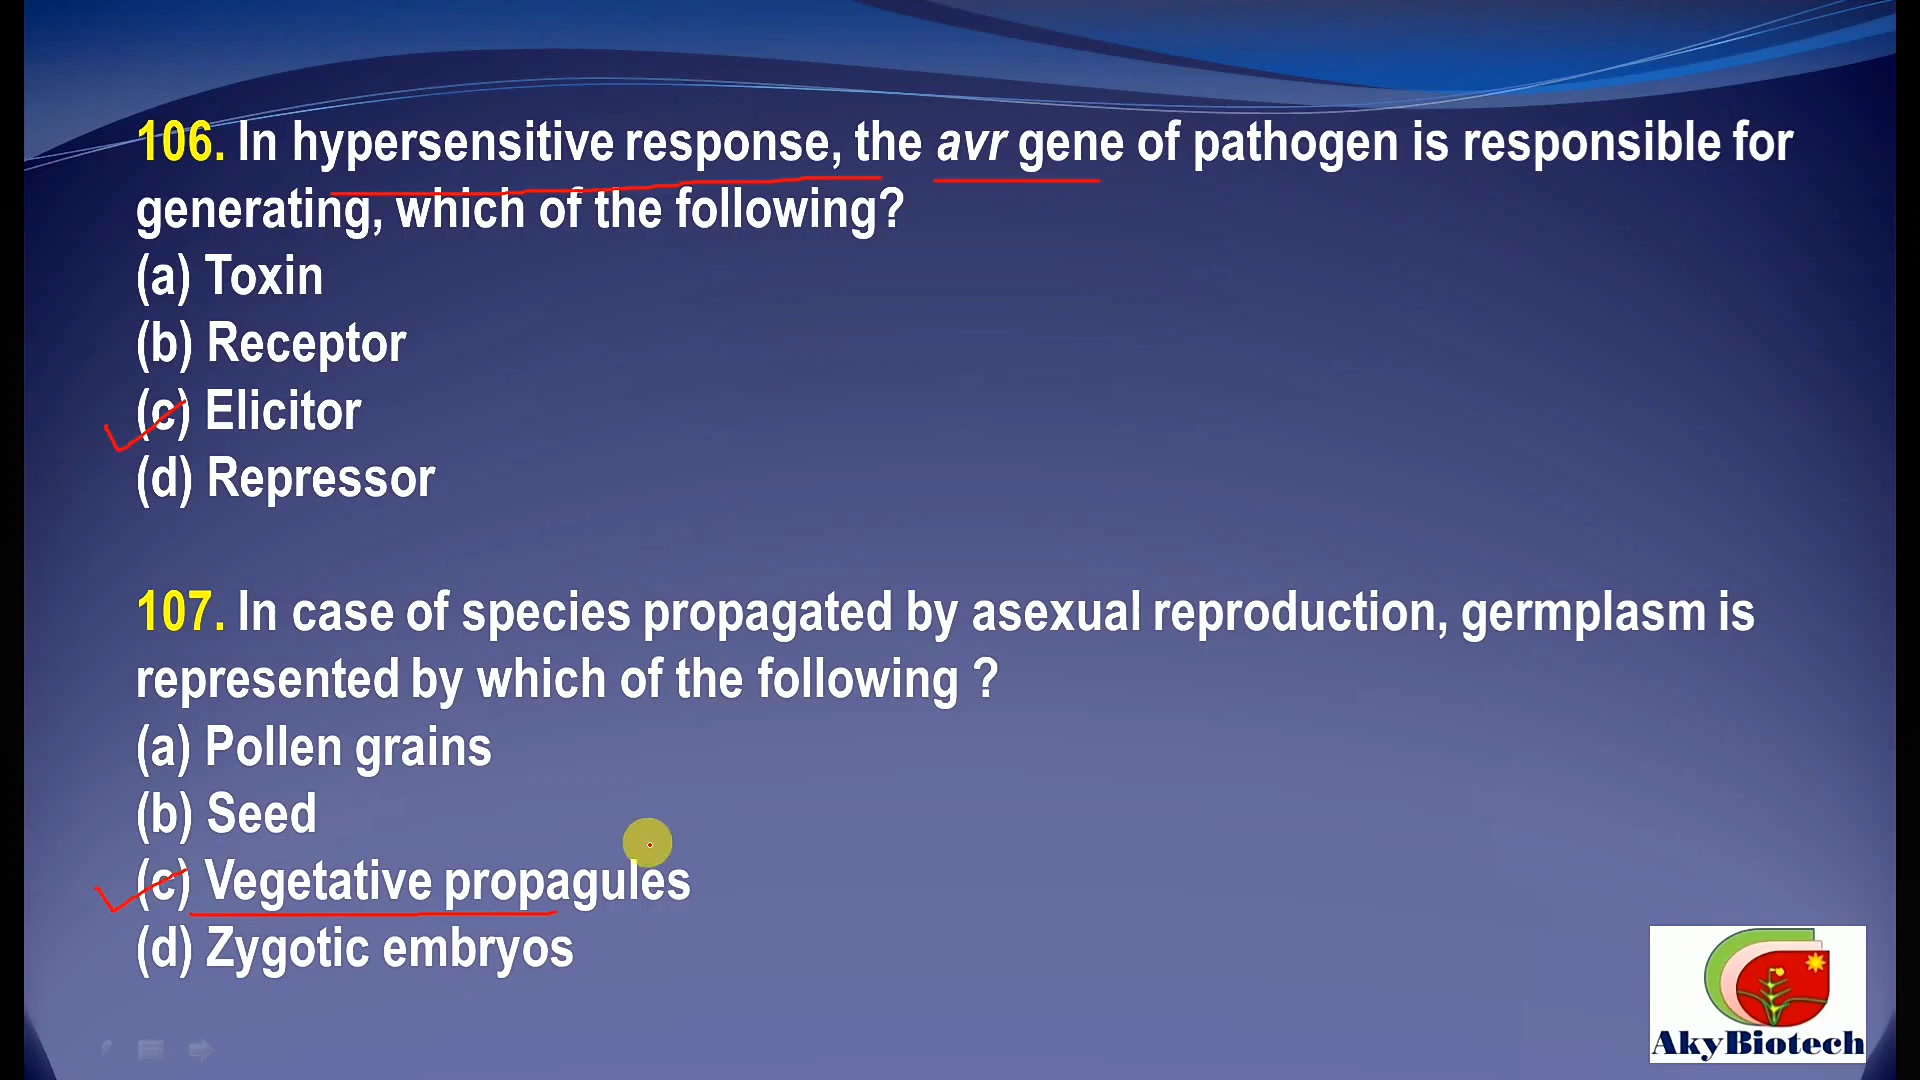 106. In hypersensitive response, the avr gene of pathogen is responsible for
generating, which of the following?
(a) Toxin
(b) Receptor
(c) Elicitor
(d) Repressor
107. In case of species propagated by asexual reproduction, germplasm is
represented by which of the following ?
(a) Pollen grains
(b) Seed
(c) Vegetative propagules
(d) Zygotic embryos
AkyBiotech